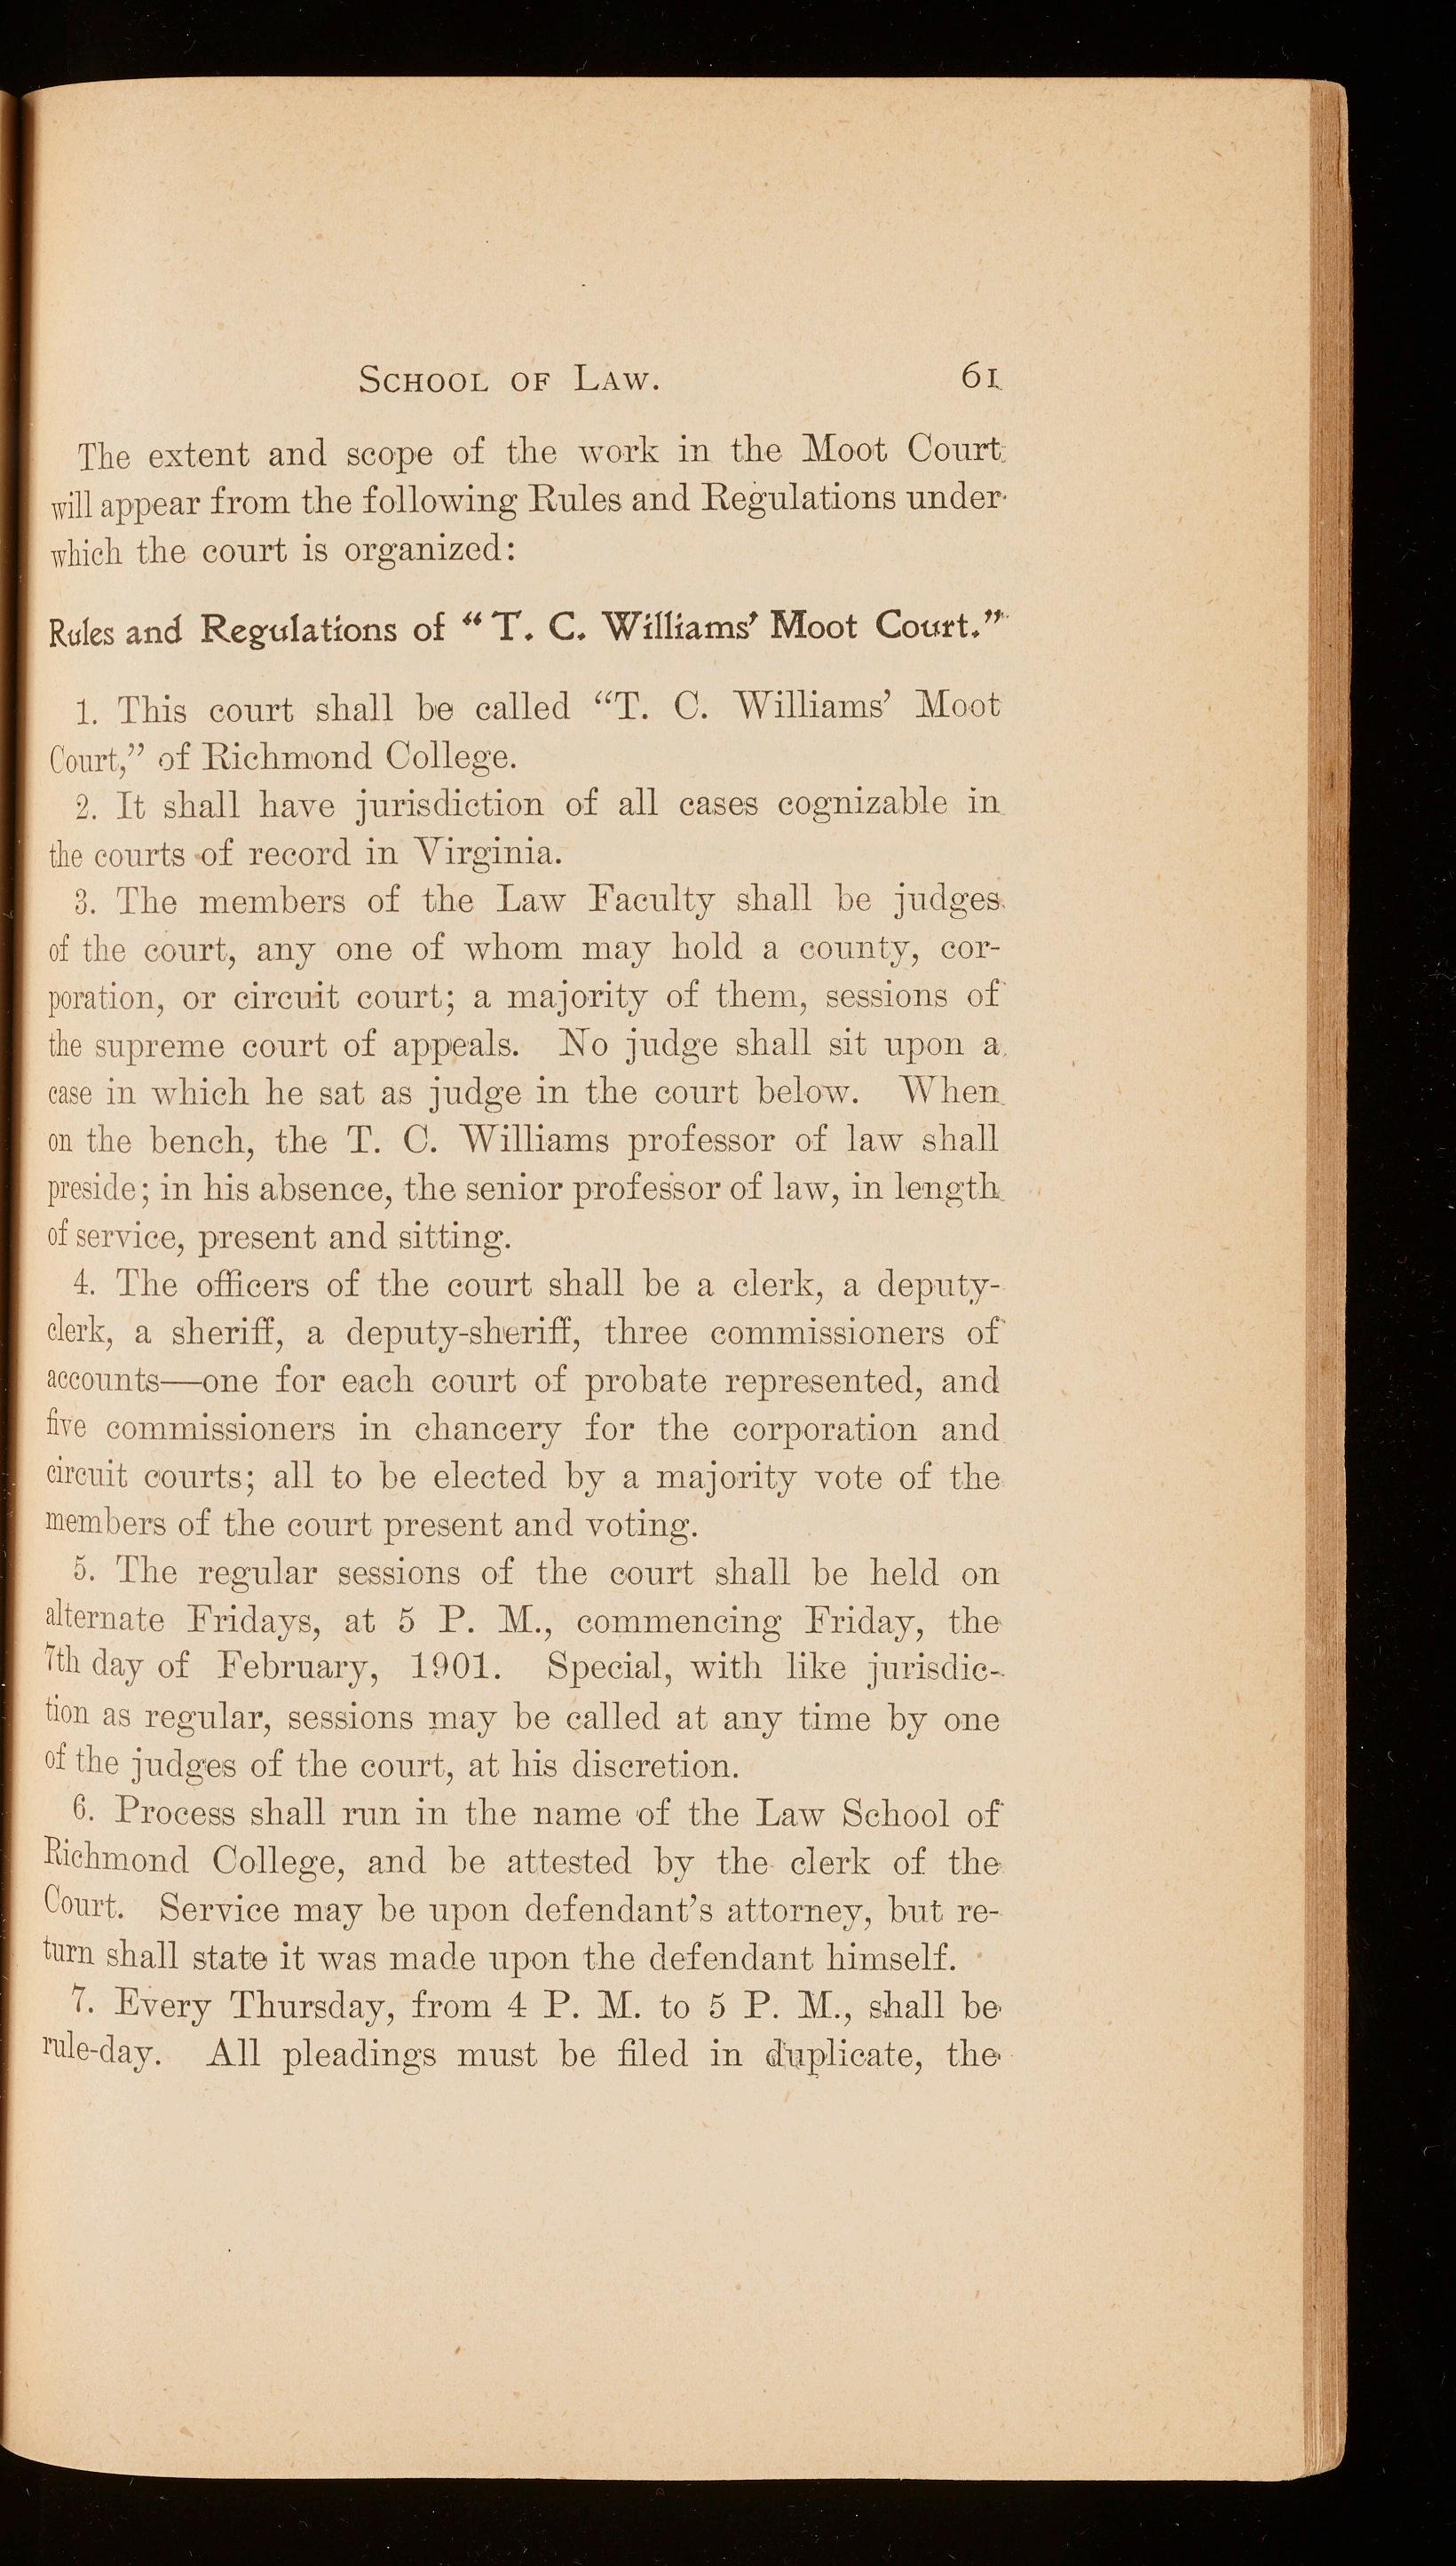 SCHOOL OF LAW. 61
The extent and scope of the work in the Moot Court
will appear from the following Rules and Regulations under
which the court is organized:
Rules and Regulations of “T. C. Williams’ Moot Court.”
1. This court shall be called “T. C. Williams’ Moot
Court,” of Richmond College.
2. It shall have jurisdiction of all cases cognizable in
the courts of record in Virginia.
3. The members of the Law Faculty shall be judges
of the court, any one of whom may hold a county, cor-
poration, or circuit court; a majority of them, sessions of
the supreme court of appeals. No judge shall sit upon a
case in which he sat as judge in the court below. When
on the bench, the T. C. Williams professor of law shall
preside; in his absence, the senior professor of law, in length
of service, present and sitting.
4. The officers of the court shall be a clerk, a deputy-
clerk, a sheriff, a deputy-sheriff, three commissioners of
accounts—one for each court of probate represented, and
five commissioners in chancery for the corporation and
circuit courts; all to be elected by a majority vote of the
members of the court present and voting.
5. The regular sessions of the court shall be held on
alternate Fridays, at 5 P. M., commencing Friday, the
7th day of February, 1901. Special, with like jurisdic-
tion as regular, sessions may be called at any time by one
of the judges of the court, at his discretion.
6. Process shall run in the name of the Law School of
Richmond College, and be attested by the clerk of the
Court. Service may be upon defendant’s attorney, but re-
turn shall state it was made upon the defendant himself.
7. Every Thursday, from 4 P. M. to 5 P. M., shall be
rule-day. All pleadings must be filed in duplicate, the